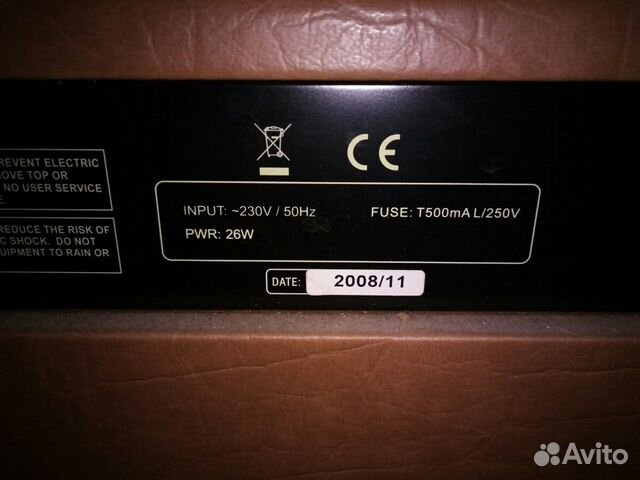 REVENT ELECTRIC
OVE TOP OR
NO USER SERVICE
E.
REDUCE THE RISK OF
C SHOCK. DO NOT
UIPMENT TO RAIN OR
CE
INPUT: ~230V / 50Hz
FUSE: T500mA L/250V
PWR: 26W
DATE:
2008/11
Avito